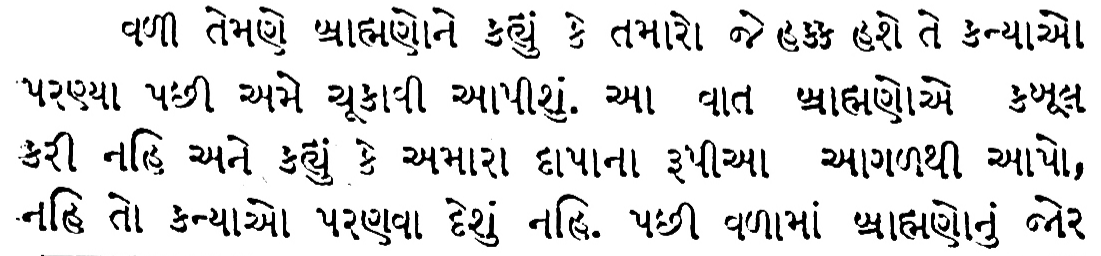 વળી તેમણે બ્રાહ્મણોને કહ્યું કે તમારો જે હક્ક હશે તે કન્યાઓ
પરણ્યા પછી અમે ચૂકાવી આપીશું. આ વાત બ્રાહ્મણોએ કબૂલ
કરી નહિ અને કહ્યું કે અમારા દાપાના રૂપીઆ આગળથી આપો,
નહિ તો કન્યાઓ પરણવા દેશું નહિ. પછી વળામાં બ્રાહ્મણોનું જોર